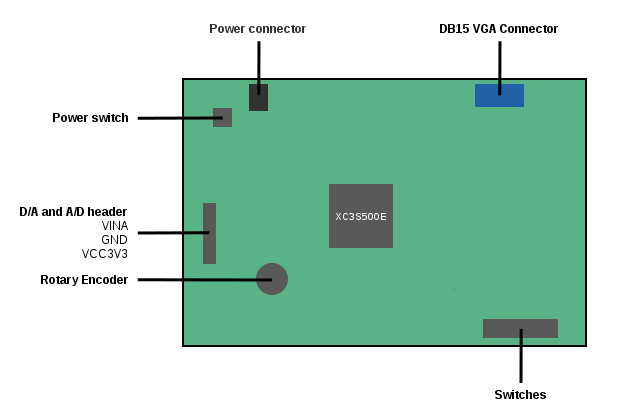 Power connector
DB15 VGA Connector
Power switch
D/A and A/D header
VINA
GND
VCC3V3
XC3S500E
Rotary Encoder
Switches